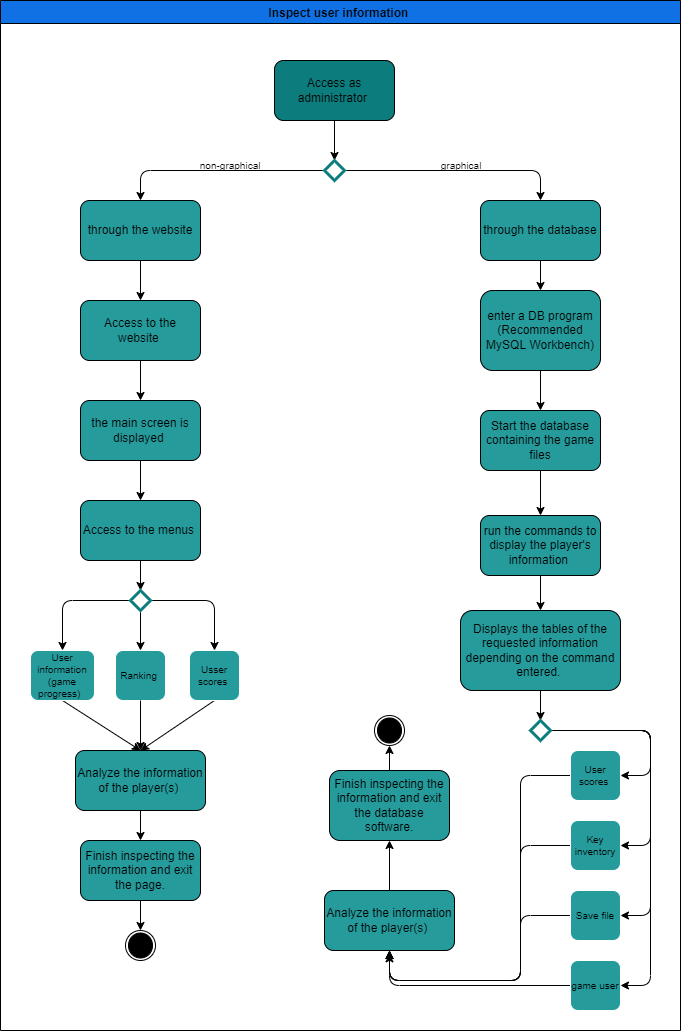 Inspect user information
Access as
administrator
non-graphical
graphical
through the website
through the database
Access to the
website
enter a DB program
(Recommended
MySQL Workbench)
the main screen is
displayed
Start the database
containing the game
files
Access to the menus
run the commands to
display the player's
information
User
information
(game
progress)
Ranking
Usser
scores
Displays the tables of the
requested information
depending on the command
entered.
Analyze the information
of the player(s)
Finish inspecting the
information and exit
the page.
User
scores
Key
inventory
Save file
game user
Finish inspecting the
information and exit
the database
software.
Analyze the information
of the player(s)